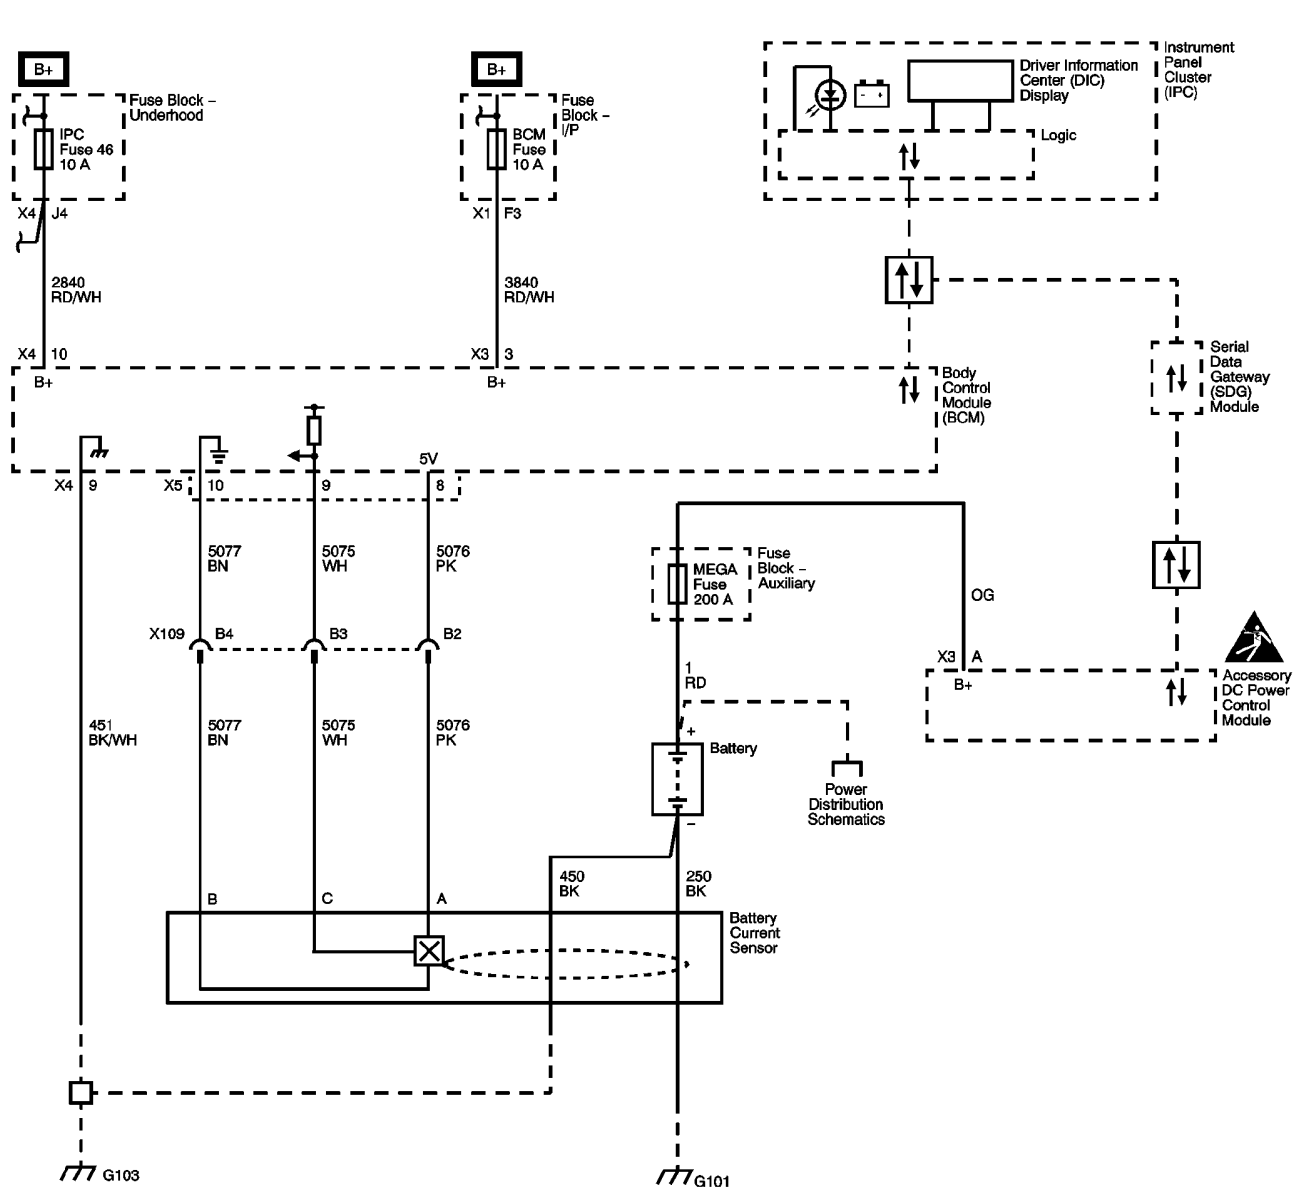 B+
Fuse Block –
Underhood
IPC
Fuse 46
10 A
X4 J4
2840
RD/WH
X4 10
B+
B+
Fuse
Block –
I/P
BCM
Fuse
10 A
X1 F3
3840
RD/WH
X3 3
B+
Instrument
Panel
Cluster
(IPC)
Driver Information
Center (DIC)
Display
- +
Logic
Body
Control
Module
(BCM)
Serial
Data
Gateway
(SDG)
Module
5V
X4 9
X5 10
9
8
5077
BN
5075
WH
5076
PK
X109 B4
B3
B2
451
BK/WH
5077
BN
5075
WH
5076
PK
MEGA
Fuse
200 A
Fuse
Block –
Auxiliary
OG
1
RD
X3 A
B+
Accessory
DC Power
Control
Module
+
Battery
–
Power
Distribution
Schematics
450
BK
250
BK
B
C
A
Battery
Current
Sensor
G103
G101